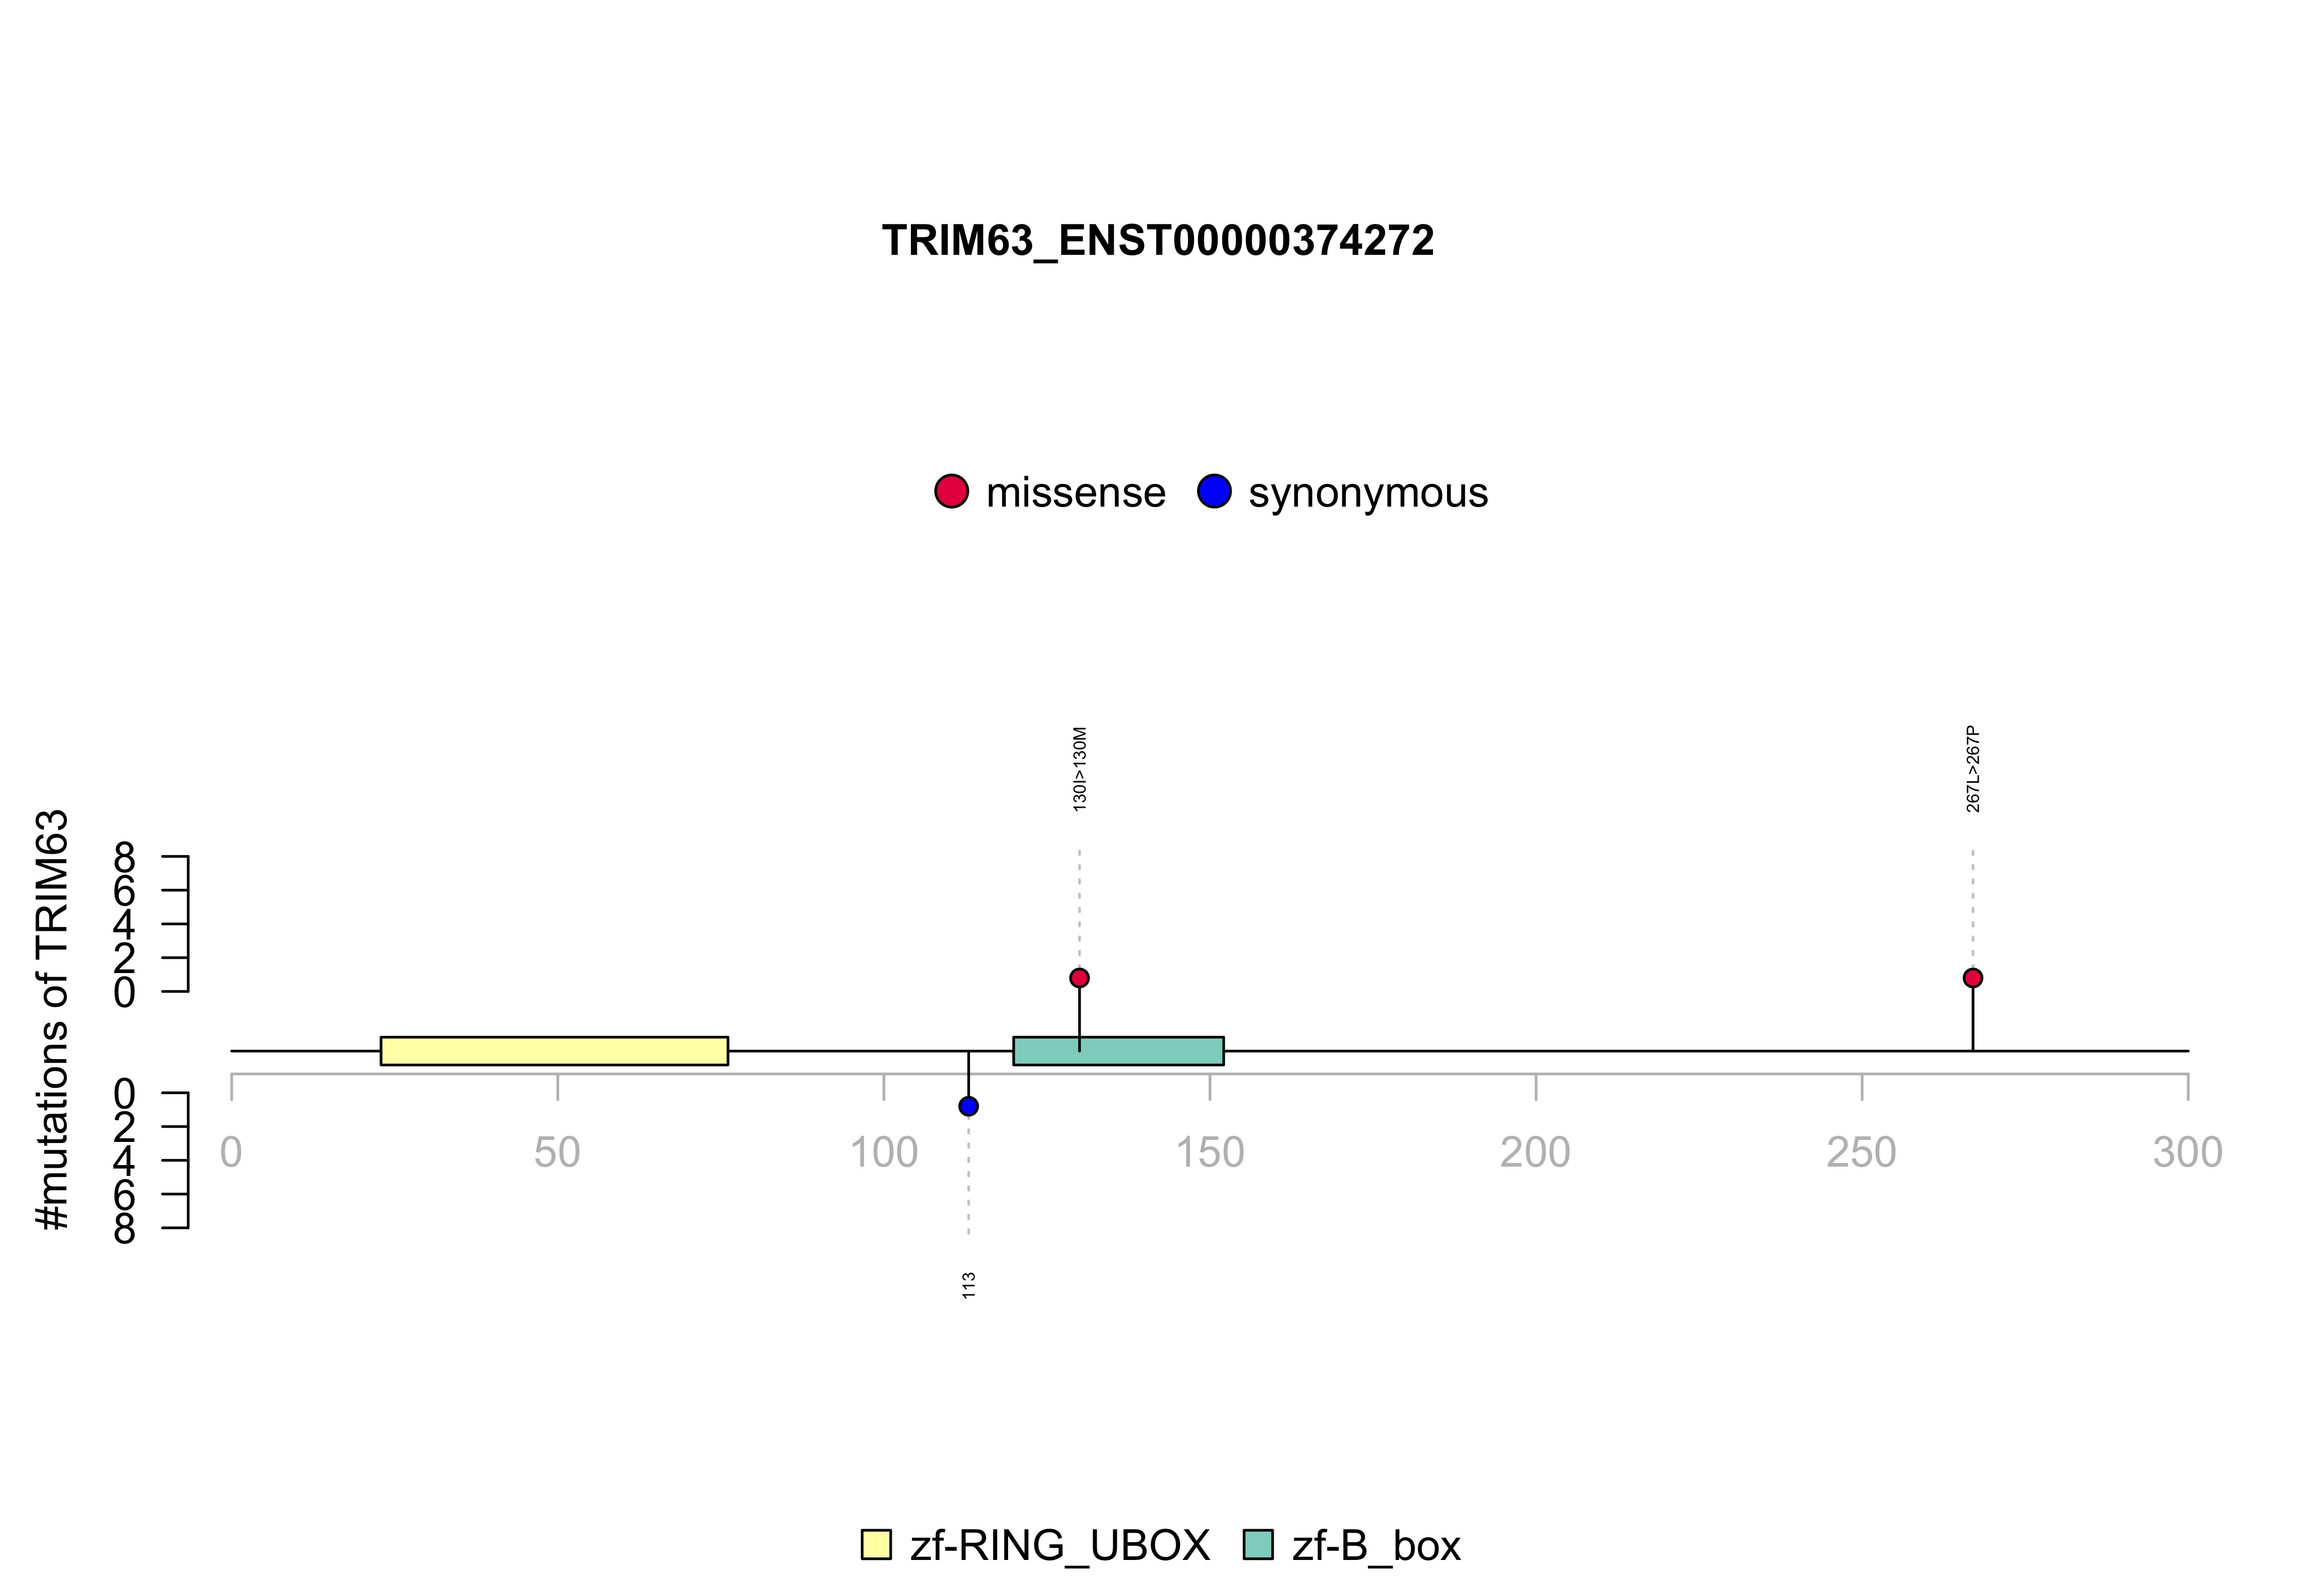 TRIM63_ENST00000374272
missense synonymous
130I>130M
267L>267P
#mutations of TRIM63
8
6
4
2
0
0
2
4
6
8
0 50 100 150 200 250 300
113
zf-RING_UBOX zf-B_box